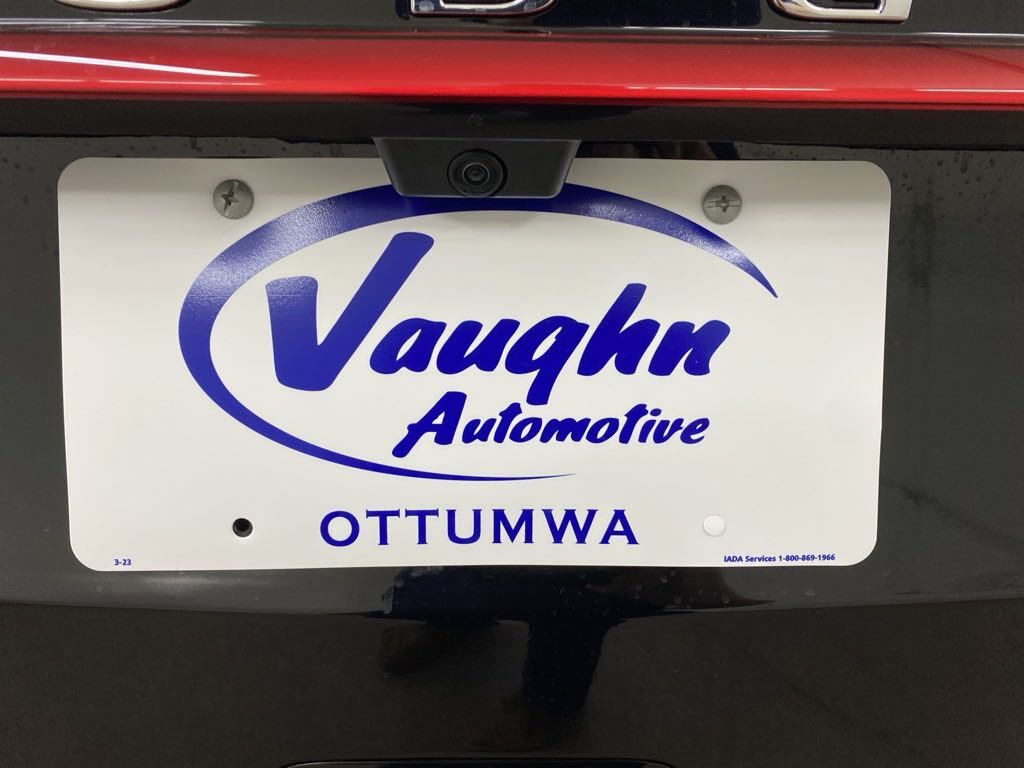 Vaughn
Automotive
OTTUMWA
3-23
IADA Services 1-800-869-1966